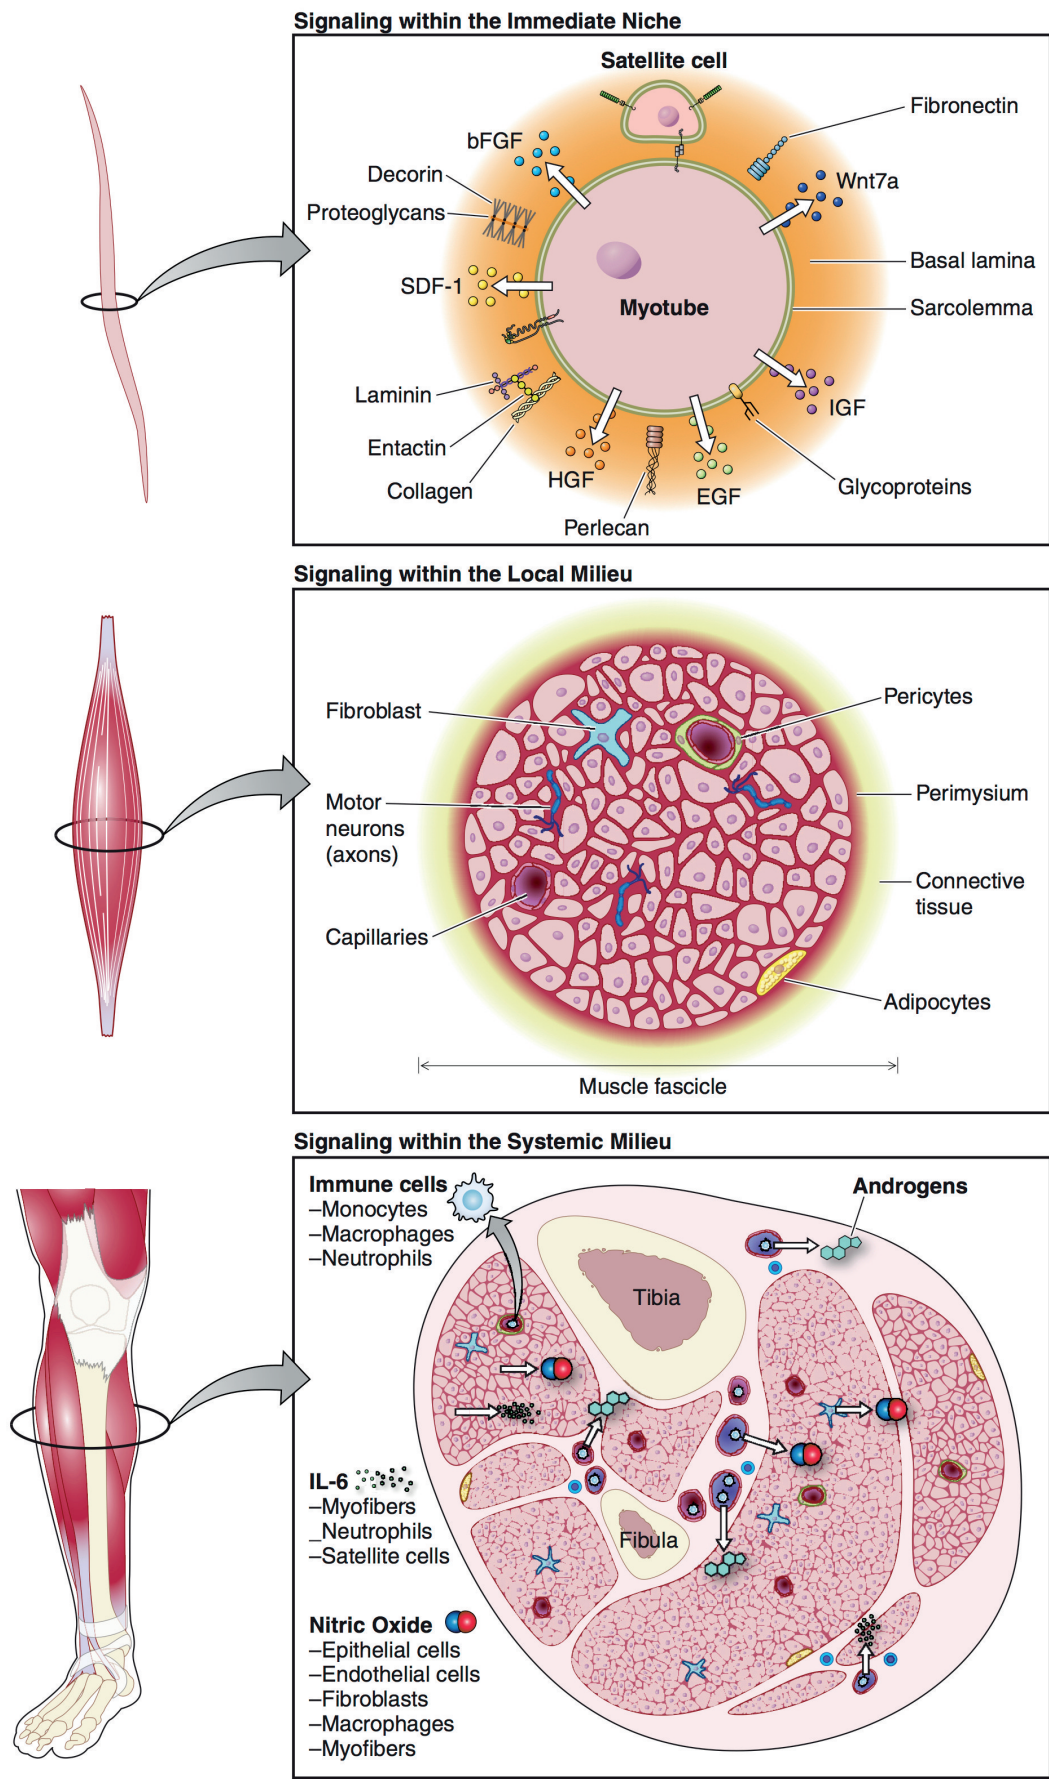 Signaling within the Immediate Niche
Satellite cell
Fibronectin
bFGF
Decorin
Wnt7a
Proteoglycans
Basal lamina
SDF-1
Myotube
Sarcolemma
Laminin
IGF
Entactin
HGF
Collagen
EGF
Glycoproteins
Perlecan
Signaling within the Local Milieu
Pericytes
Fibroblast
Motor
neurons
(axons)
Perimysium
Connective
tissue
Capillaries
Adipocytes
Muscle fascicle
Signaling within the Systemic Milieu
Immune cells
–Monocytes
–Macrophages
–Neutrophils
Androgens
Tibia
IL-6
–Myofibers
_Neutrophils
–Satellite cells
Fibula
Nitric Oxide
–Epithelial cells
–Endothelial cells
–Fibroblasts
–Macrophages
–Myofibers